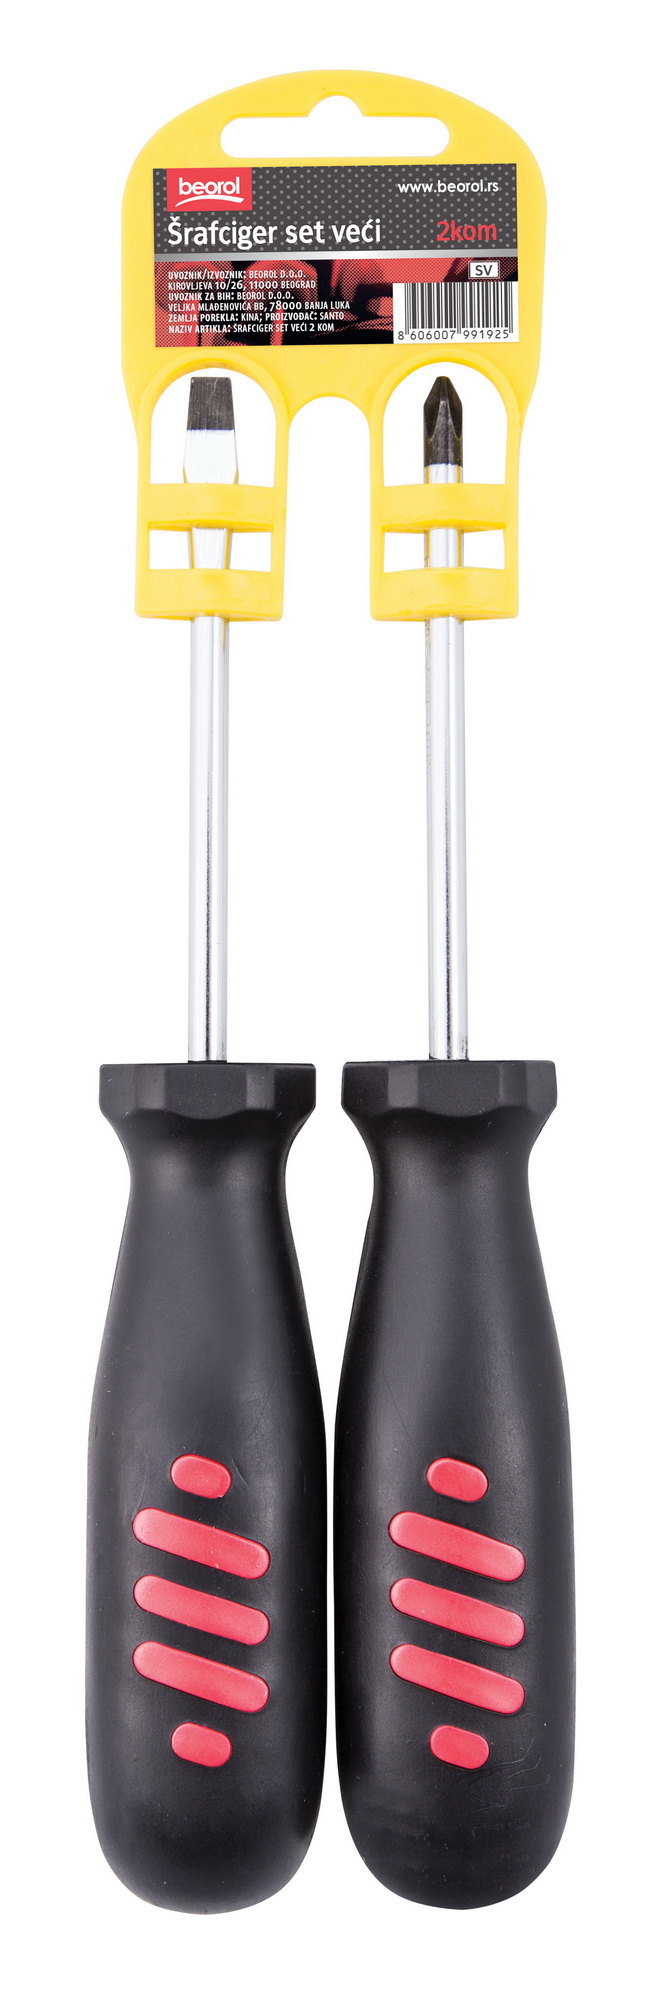 beorol
www.beorol.rs
Šrafciger set veći 2kom
SV
UVOZNIK/IZVOZNIK: BEOROL D.O.O.
KIROVLJEVA 10/26, 11000 BEOGRAD
UVOZNIK ZA BIH: BEOROL D.O.O.
VELJKA MLAĐENOVIĆA BB, 78000 BANJA LUKA
ZEMLJA POREKLA: KINA; PROIZVOĐAČ: SANTO
NAZIV ARTIKLA: ŠRAFCIGER SET VEĆI 2 KOM
8 606007 991925